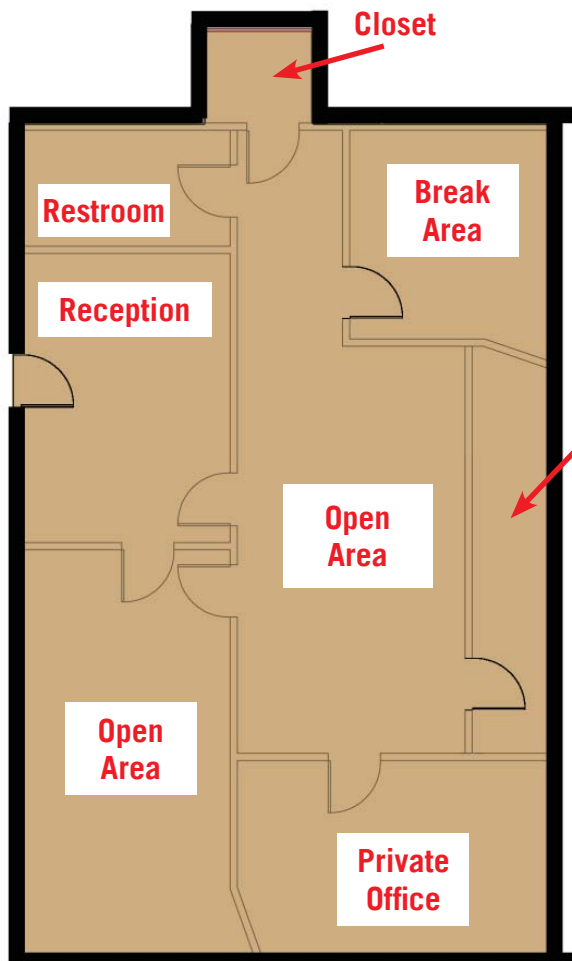 Closet
Restroom
Break
Area
Reception
Open
Area
Open
Area
Private
Office